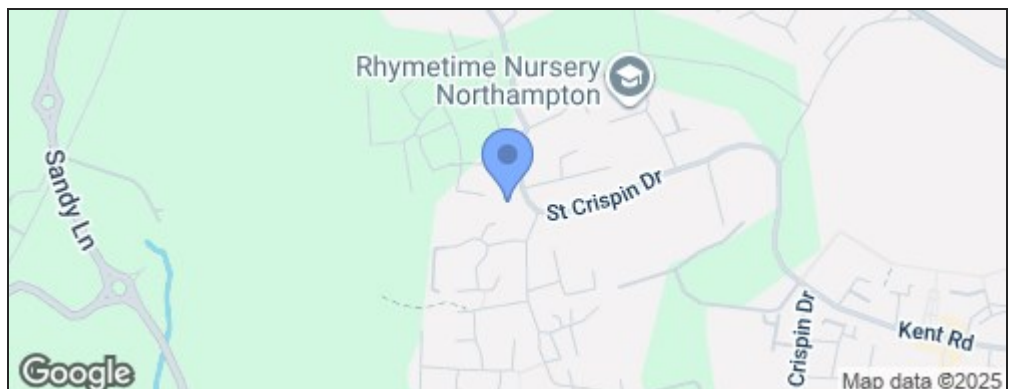 Rhymetime Nursery
Northampton
Sandy Ln
St Crispin Dr
Crispin Dr
Kent Rd
Google
Map data ©2025